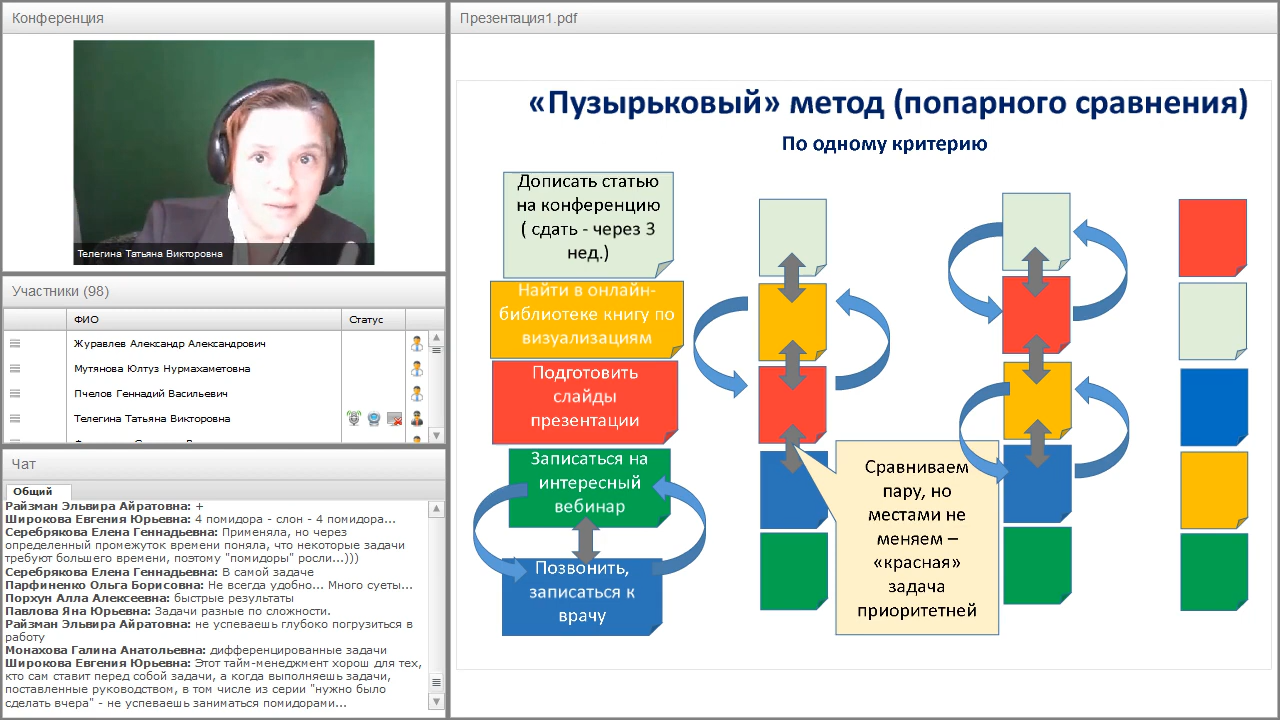 Конференция
Телегина Татьяна Викторовна
Участники (98)
ФИО
Статус
Журавлев Александр Александрович
Мутянова Юлтуз Нурмахаметовна
Пчелов Геннадий Васильевич
Телегина Татьяна Викторовна
Чат
Общий
Райзман Эльвира Айратовна: +
Широкова Евгения Юрьевна: 4 помидора - слон - 4 помидора...
Серебрякова Елена Геннадьевна: Применяла, но через
определенный промежуток времени поняла, что некоторые задачи
требуют большего времени, поэтому "помидоры" росли...)))
Серебрякова Елена Геннадьевна: В самой задаче
Парфиненко Ольга Борисовна: Не всегда удобно... Много суеты...
Порхун Алла Алексеевна: быстрые результаты
Павлова Яна Юрьевна: Задачи разные по сложности.
Райзман Эльвира Айратовна: не успеваешь глубоко погрузиться в
работу
Монахова Галина Анатольевна: дифференцированные задачи
Широкова Евгения Юрьевна: Этот тайм-менеджмент хорош для тех,
кто сам ставит перед собой задачи, а когда выполняешь задачи,
поставленные руководством, в том числе из серии "нужно было
сделать вчера" - не успеваешь заниматься помидорами...
Презентация1.pdf
«Пузырьковый» метод (попарного сравнения)
По одному критерию
Дописать статью
на конференцию
( сдать - через 3
нед.)
Найти в онлайн-
библиотеке книгу по
визуализациям
Подготовить
слайды
презентации
Записаться на
интересный
вебинар
Позвонить,
записаться к
врачу
Сравниваем
пару, но
местами не
меняем –
«красная»
задача
приоритетней